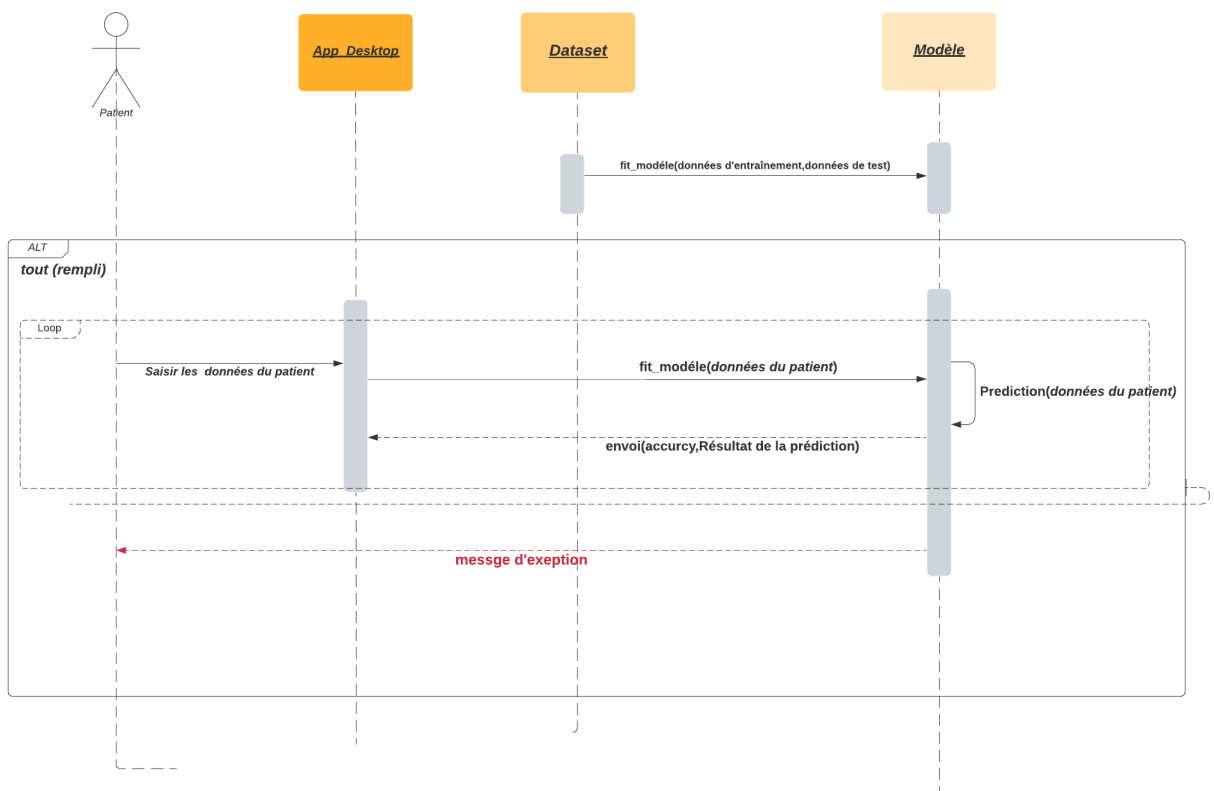 App_Desktop
Dataset
Modèle
Patient
fit_modéle(données d'entraînement,données de test)
ALT
tout (rempli)
Loop
Saisir les données du patient
fit_modéle(données du patient)
Prediction(données du patient)
envoi(accurcy,Résultat de la prédiction)
messge d'exeption